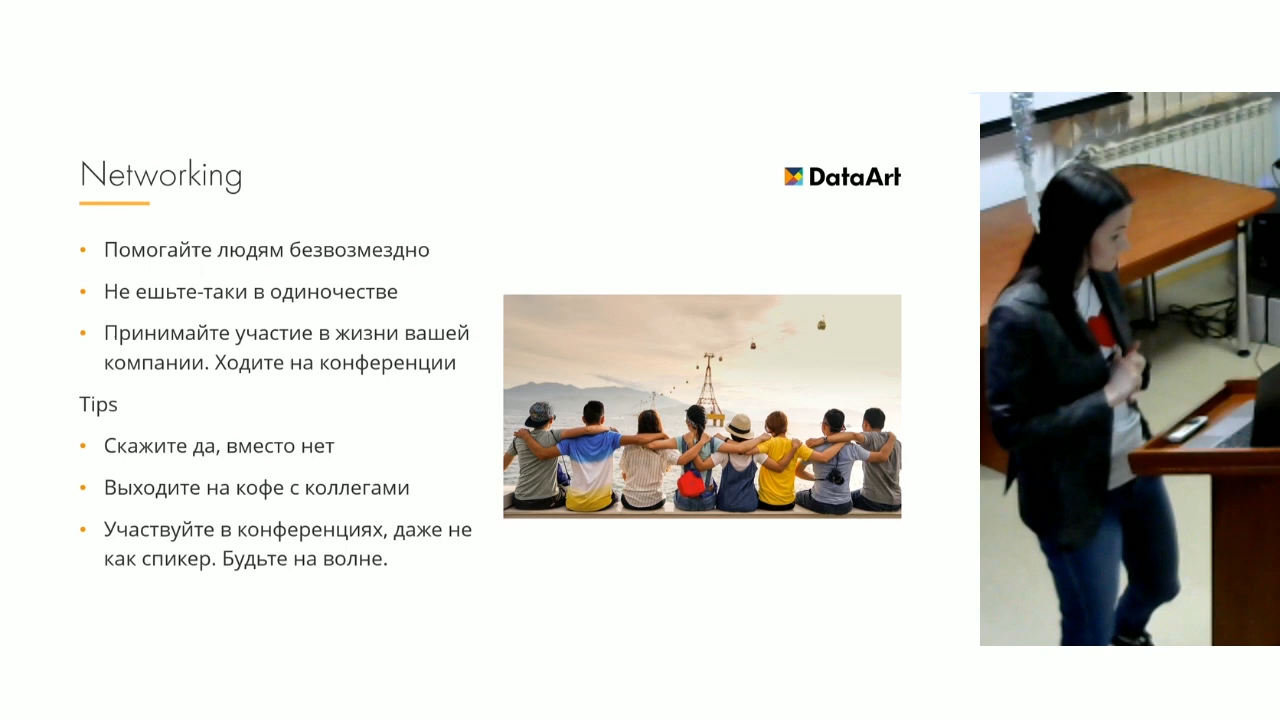 Networking
DataArt
Помогайте людям безвозмездно
Не ешьте-таки в одиночестве
Принимайте участие в жизни вашей
компании. Ходите на конференции
Tips
Скажите да, вместо нет
Выходите на кофе с коллегами
Участвуйте в конференциях, даже не
как спикер. Будьте на волне.